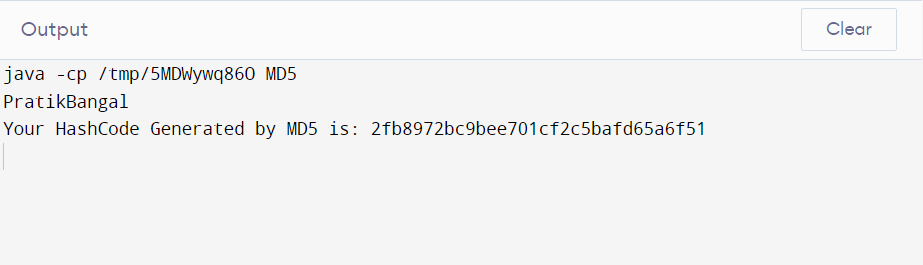 Output
Clear
java -cp /tmp/5MDWywq86O MD5
PratikBangal
Your HashCode Generated by MD5 is: 2fb8972bc9bee701cf2c5bafd65a6f51